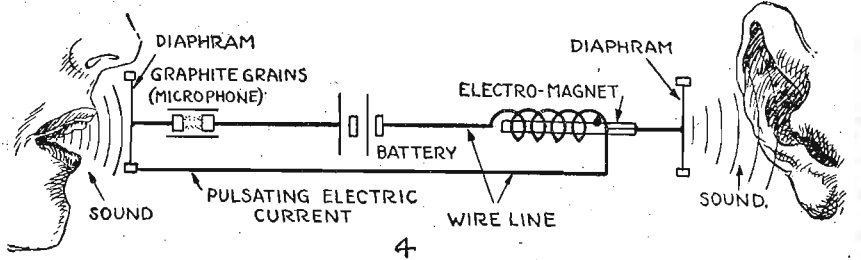 DIAPHRAM
GRAPHITE GRAINS
(MICROPHONE)
BATTERY
ELECTRO-MAGNET
DIAPHRAM
SOUND
PULSATING ELECTRIC
CURRENT
WIRE LINE
SOUND.
4